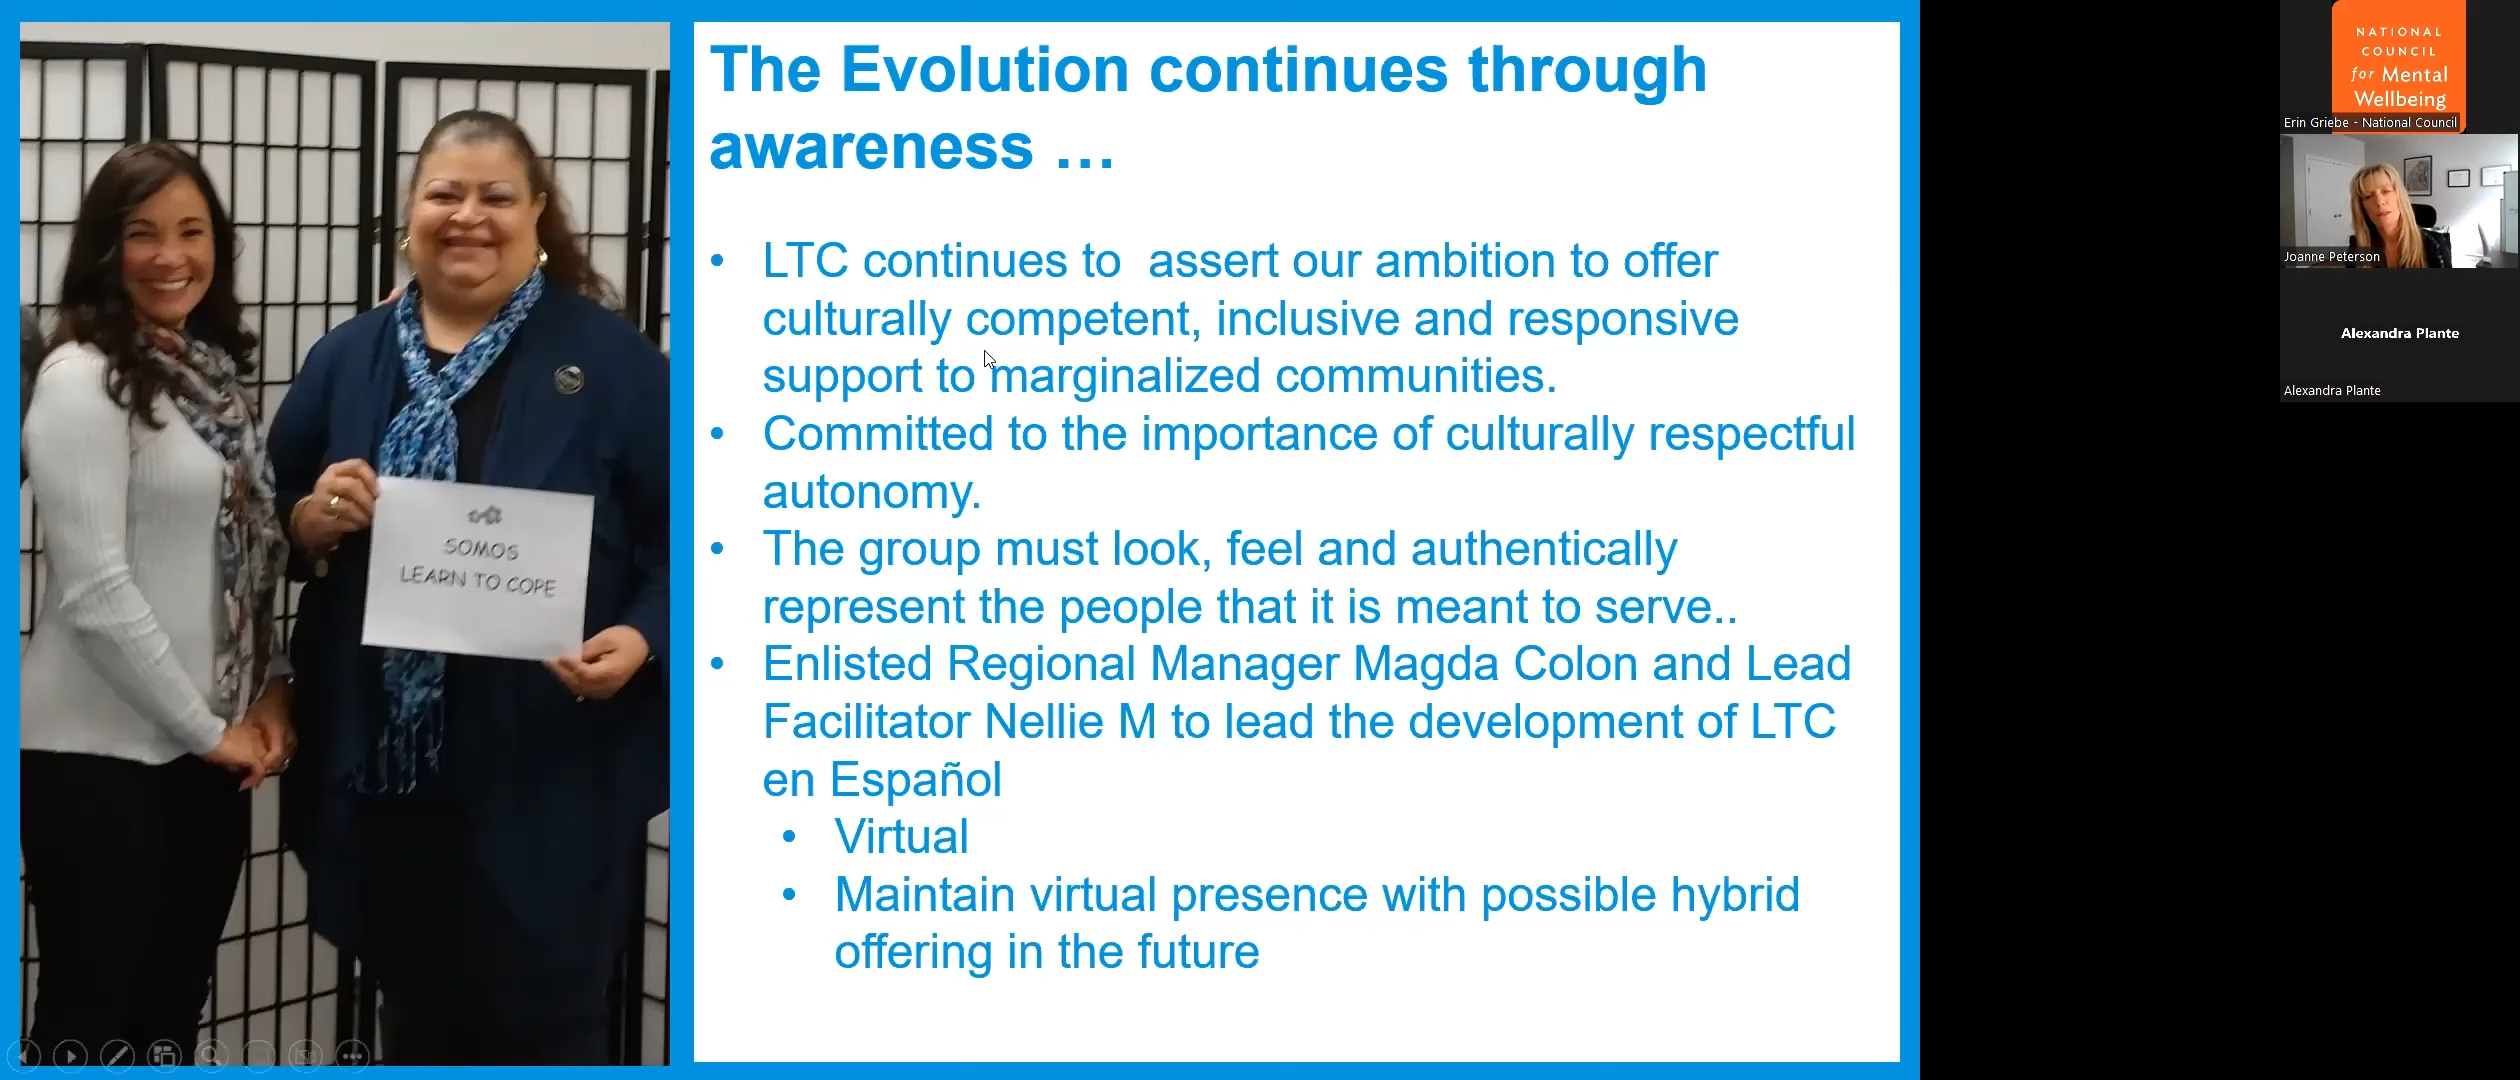 The Evolution continues through
awareness …
• LTC continues to  assert our ambition to offer
culturally competent, inclusive and responsive
support to marginalized communities.
• Committed to the importance of culturally respectful
autonomy.
• The group must look, feel and authentically
represent the people that it is meant to serve..
• Enlisted Regional Manager Magda Colon and Lead
Facilitator Nellie M to lead the development of LTC
en Español
• Virtual
• Maintain virtual presence with possible hybrid
offering in the future
SOMOS
LEARN TO COPE
NATIONAL
COUNCIL
for Mental
Wellbeing
Erin Griebe - National Council
Joanne Peterson
Alexandra Plante
Alexandra Plante